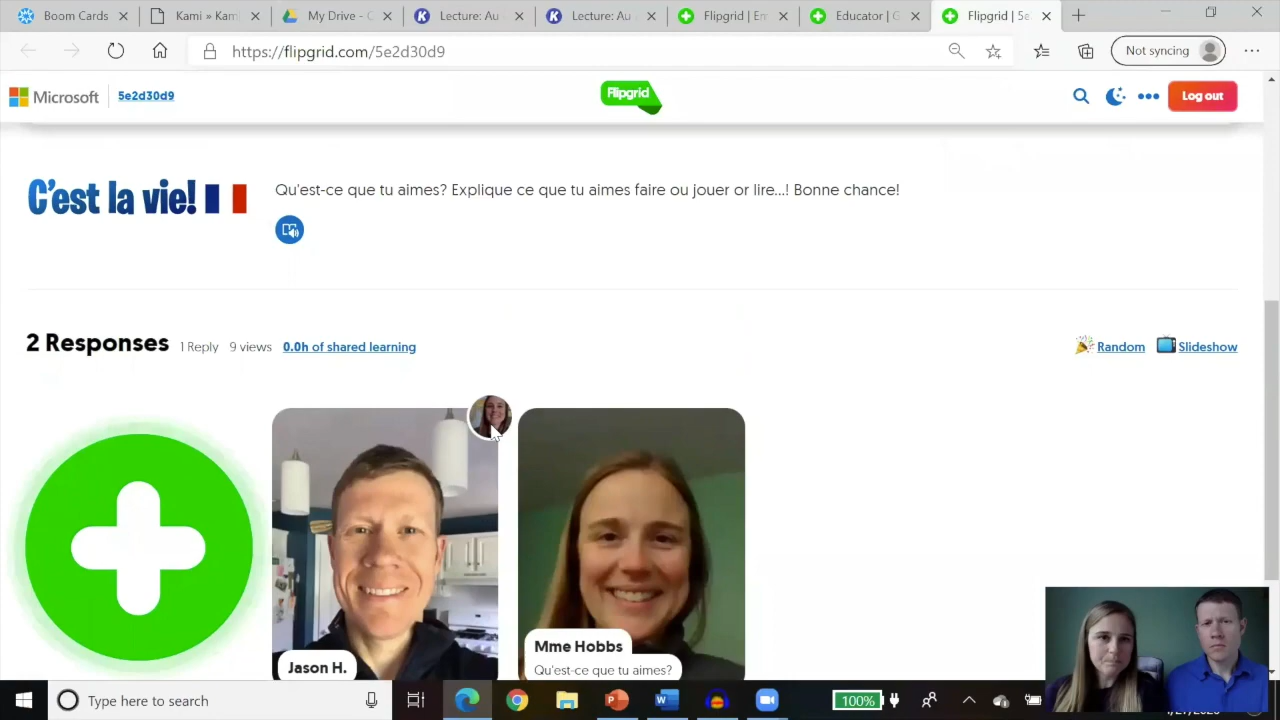 Boom Cards
Kami » Kami
My Drive - G
Lecture: Au
Lecture: Au
Flipgrid | En
Educator | G
Flipgrid | 5e
https://flipgrid.com/5e2d30d9
Not syncing
Microsoft
5e2d30d9
Flipgrid
Log out
C'est la vie!
Qu'est-ce que tu aimes? Explique ce que tu aimes faire ou jouer or lire...! Bonne chance!
2 Responses 1 Reply 9 views 0.0h of shared learning
Random
Slideshow
Jason H.
Mme Hobbs
Qu'est-ce que tu aimes?
Type here to search
100%